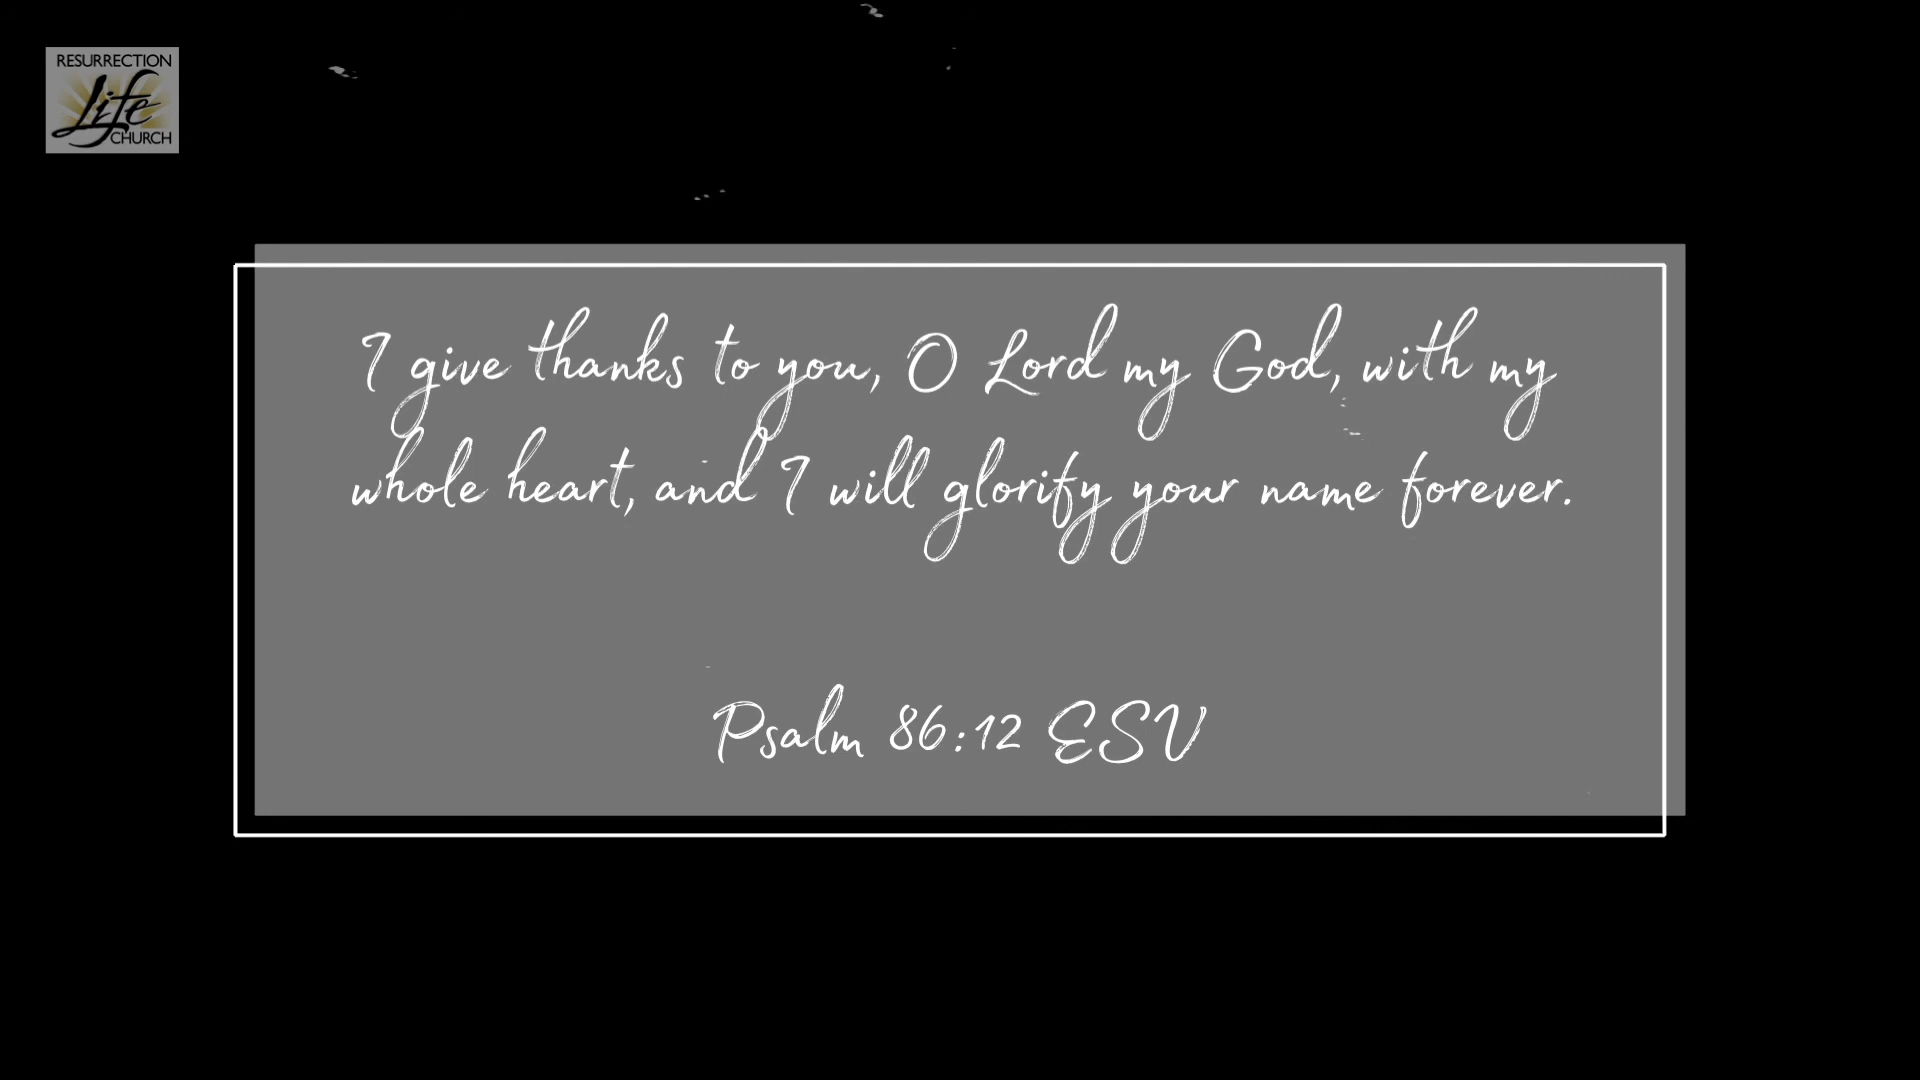 RESURRECTION
Life
CHURCH
I give thanks to you, O Lord my God, with my
whole heart, and I will glorify your name forever.
Psalm 86:12 ESV